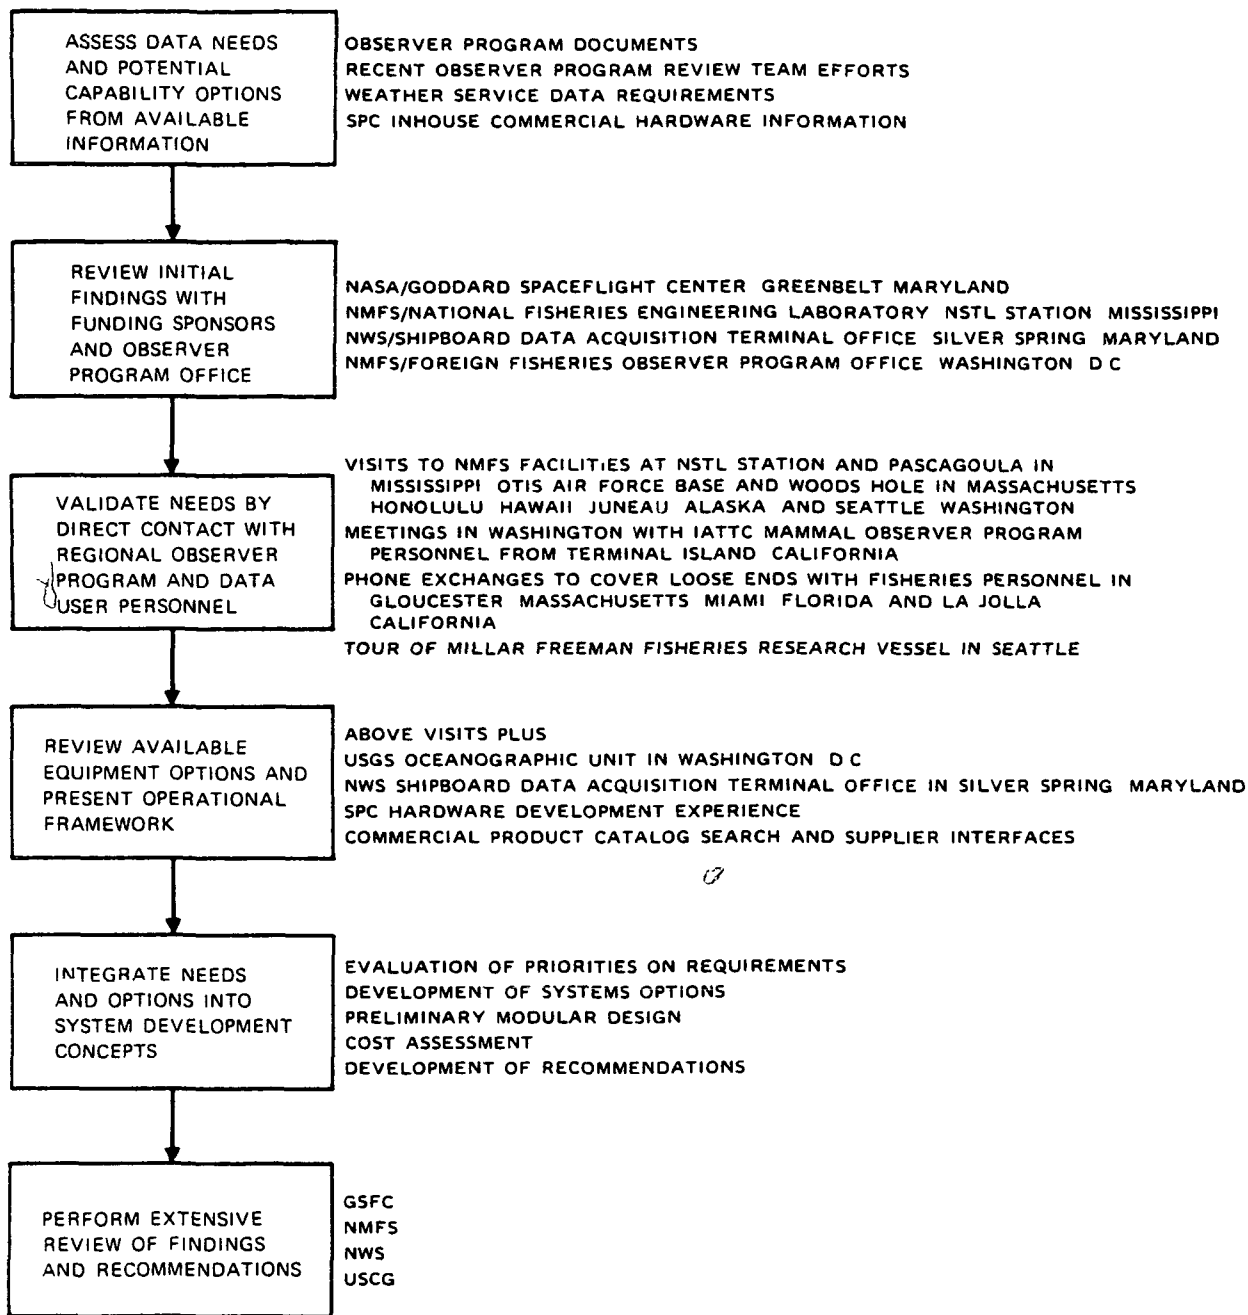 ASSESS DATA NEEDS
AND POTENTIAL
CAPABILITY OPTIONS
FROM AVAILABLE
INFORMATION
OBSERVER PROGRAM DOCUMENTS
RECENT OBSERVER PROGRAM REVIEW TEAM EFFORTS
WEATHER SERVICE DATA REQUIREMENTS
SPC INHOUSE COMMERCIAL HARDWARE INFORMATION
REVIEW INITIAL
FINDINGS WITH
FUNDING SPONSORS
AND OBSERVER
PROGRAM OFFICE
NASA/GODDARD SPACEFLIGHT CENTER GREENBELT MARYLAND
NMFS/NATIONAL FISHERIES ENGINEERING LABORATORY NSTL STATION MISSISSIPPI
NWS/SHIPBOARD DATA ACQUISITION TERMINAL OFFICE SILVER SPRING MARYLAND
NMFS/FOREIGN FISHERIES OBSERVER PROGRAM OFFICE WASHINGTON D C
VALIDATE NEEDS BY
DIRECT CONTACT WITH
REGIONAL OBSERVER
PROGRAM AND DATA
USER PERSONNEL
VISITS TO NMFS FACILITIES AT NSTL STATION AND PASCAGOULA IN
MISSISSIPPI OTIS AIR FORCE BASE AND WOODS HOLE IN MASSACHUSETTS
HONOLULU HAWAII JUNEAU ALASKA AND SEATTLE WASHINGTON
MEETINGS IN WASHINGTON WITH IATTC MAMMAL OBSERVER PROGRAM
PERSONNEL FROM TERMINAL ISLAND CALIFORNIA
PHONE EXCHANGES TO COVER LOOSE ENDS WITH FISHERIES PERSONNEL IN
GLOUCESTER MASSACHUSETTS MIAMI FLORIDA AND LA JOLLA
CALIFORNIA
TOUR OF MILLAR FREEMAN FISHERIES RESEARCH VESSEL IN SEATTLE
REVIEW AVAILABLE
EQUIPMENT OPTIONS AND
PRESENT OPERATIONAL
FRAMEWORK
ABOVE VISITS PLUS
USGS OCEANOGRAPHIC UNIT IN WASHINGTON D C
NWS SHIPBOARD DATA ACQUISITION TERMINAL OFFICE IN SILVER SPRING MARYLAND
SPC HARDWARE DEVELOPMENT EXPERIENCE
COMMERCIAL PRODUCT CATALOG SEARCH AND SUPPLIER INTERFACES
INTEGRATE NEEDS
AND OPTIONS INTO
SYSTEM DEVELOPMENT
CONCEPTS
EVALUATION OF PRIORITIES ON REQUIREMENTS
DEVELOPMENT OF SYSTEMS OPTIONS
PRELIMINARY MODULAR DESIGN
COST ASSESSMENT
DEVELOPMENT OF RECOMMENDATIONS
PERFORM EXTENSIVE
REVIEW OF FINDINGS
AND RECOMMENDATIONS
GSFC
NMFS
NWS
USCG